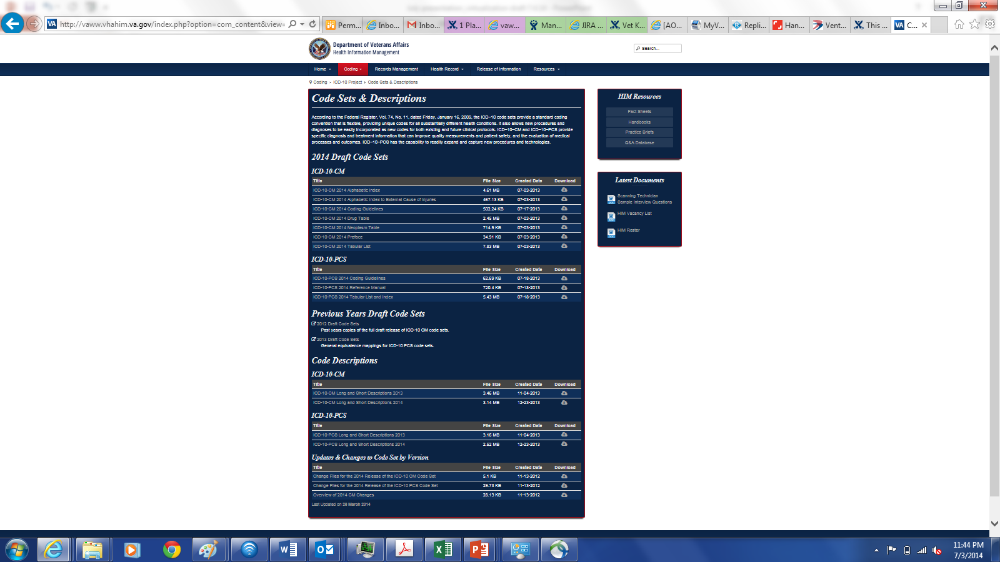 http://vaww.vhahim.va.gov/index.php?option=com_content&view=
Perm...
Inbo...
Inbo...
1 Pla...
vaw...
Man...
JIRA ...
Vet K...
[AO...
MyV...
Repli...
Han...
Vent...
This ...
C...
Department of Veterans Affairs
Health Information Management
Search...
Home
Coding
Records Management
Health Record
Release of Information
Resources
Coding › ICD-10 Project › Code Sets & Descriptions
Code Sets & Descriptions
According to the Federal Register, Vol. 74, No. 11, dated Friday, January 16, 2009, the ICD–10 code sets provide a standard coding
convention that is flexible, providing unique codes for all substantially different health conditions. It also allows new procedures and
diagnoses to be easily incorporated as new codes for both existing and future clinical protocols. ICD–10–CM and ICD–10–PCS provide
specific diagnosis and treatment information that can improve quality measurements and patient safety, and the evaluation of medical
processes and outcomes. ICD–10–PCS has the capability to readily expand and capture new procedures and technologies.
2014 Draft Code Sets
ICD-10-CM
Title File Size Created Date Download
ICD-10-CM 2014 Alphabetic Index 4.61 MB 07-03-2013
ICD-10-CM 2014 Alphabetic Index to External Cause of Injuries 467.13 KB 07-03-2013
ICD-10-CM 2014 Coding Guidelines 502.24 KB 07-17-2013
ICD-10-CM 2014 Drug Table 2.45 MB 07-03-2013
ICD-10-CM 2014 Neoplasm Table 714.9 KB 07-03-2013
ICD-10-CM 2014 Preface 34.91 KB 07-03-2013
ICD-10-CM 2014 Tabular List 7.83 MB 07-03-2013
ICD-10-PCS
Title File Size Created Date Download
ICD-10-PCS 2014 Coding Guidelines 62.69 KB 07-18-2013
ICD-10-PCS 2014 Reference Manual 720.4 KB 07-18-2013
ICD-10-PCS 2014 Tabular List and Index 5.43 MB 07-18-2013
Previous Years Draft Code Sets
2012 Draft Code Sets
Past years copies of the full draft release of ICD-10 CM code sets.
2013 Draft Code Sets
General equivalence mappings for ICD-10 PCS code sets.
Code Descriptions
ICD-10-CM
Title File Size Created Date Download
ICD-10-CM Long and Short Descriptions 2013 3.46 MB 11-04-2013
ICD-10-CM Long and Short Descriptions 2014 3.14 MB 12-23-2013
ICD-10-PCS
Title File Size Created Date Download
ICD-10-PCS Long and Short Descriptions 2013 3.16 MB 11-04-2013
ICD-10-PCS Long and Short Descriptions 2014 2.52 MB 12-23-2013
Updates & Changes to Code Set by Version
Title File Size Created Date Download
Change Files for the 2014 Release of the ICD-10 CM Code Set 5.1 KB 11-13-2012
Change Files for the 2014 Release of the ICD-10 PCS Code Set 29.73 KB 11-13-2012
Overview of 2014 CM Changes 28.13 KB 11-13-2012
Last Updated on 26 March 2014
HIM Resources
Fact Sheets
Handbooks
Practice Briefs
Q&A Database
Latest Documents
Scanning Technician
Sample Interview Questions
HIM Vacancy List
HIM Roster
11:44 PM
7/3/2014